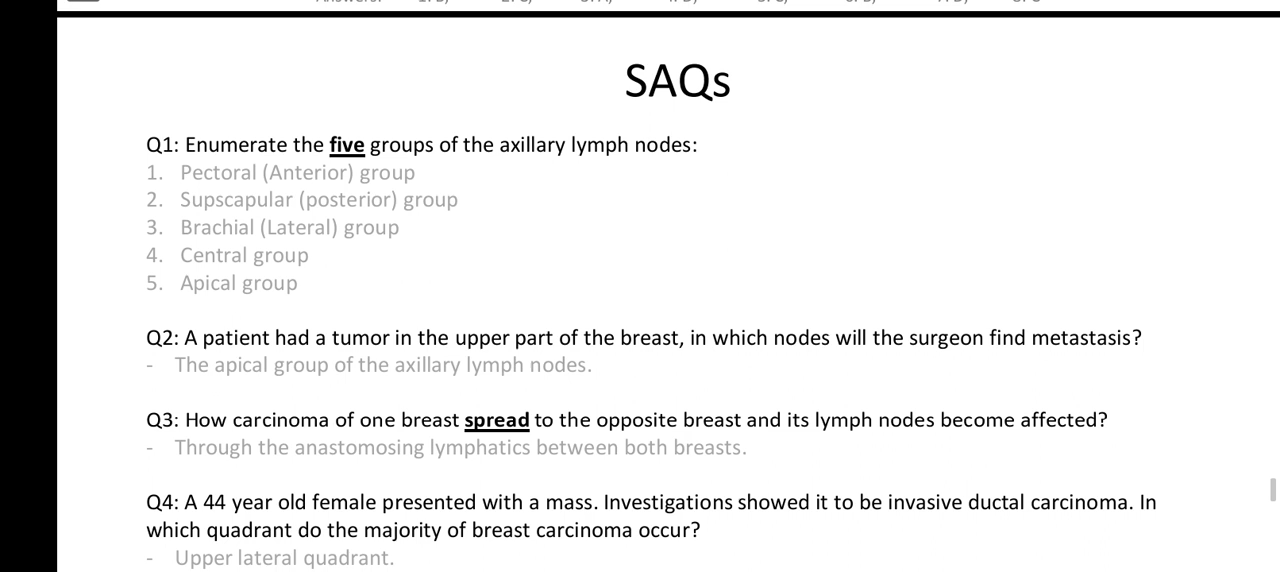 SAQs
Q1: Enumerate the five groups of the axillary lymph nodes:
1. Pectoral (Anterior) group
2. Supscapular (posterior) group
3. Brachial (Lateral) group
4. Central group
5. Apical group
Q2: A patient had a tumor in the upper part of the breast, in which nodes will the surgeon find metastasis?
- The apical group of the axillary lymph nodes.
Q3: How carcinoma of one breast spread to the opposite breast and its lymph nodes become affected?
- Through the anastomosing lymphatics between both breasts.
Q4: A 44 year old female presented with a mass. Investigations showed it to be invasive ductal carcinoma. In
which quadrant do the majority of breast carcinoma occur?
- Upper lateral quadrant.